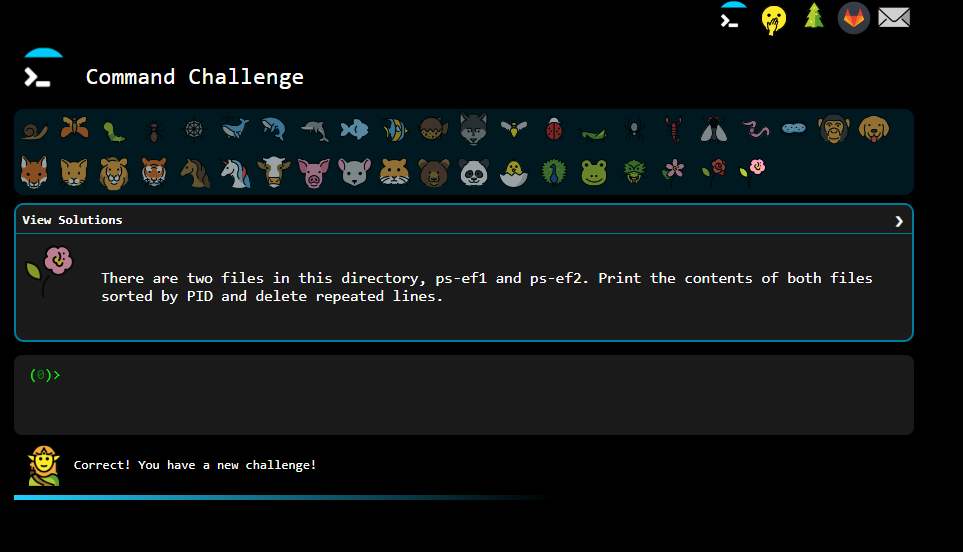 Command Challenge
View Solutions
There are two files in this directory, ps-ef1 and ps-ef2. Print the contents of both files
sorted by PID and delete repeated lines.
(0)>
Correct! You have a new challenge!